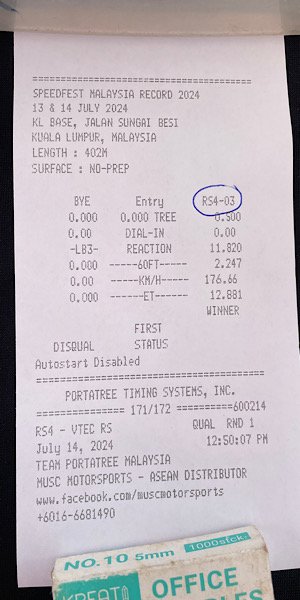 ==========================================
SPEEDFEST MALAYSIA RECORD 2024
13 & 14 JULY 2024
KL BASE, JALAN SUNGAI BESI
KUALA LUMPUR, MALAYSIA
LENGTH : 402M
SURFACE : NO-PREP
BYE Entry RS4-03
0.000 0.000 TREE 0.500
0.00 DIAL-IN 0.00
-LB3- REACTION 11.820
0.000 -----60FT----- 2.247
0.00 -----KM/H----- 176.66
0.000 ------ET------ 12.881
WINNER
FIRST
DISQUAL STATUS
Autostart Disabled
==========================================
PORTATREE TIMING SYSTEMS, INC.
=============== 171/172 ==========600214
RS4 - VTEC RS QUAL RND 1
July 14, 2024 12:50:07 PM
TEAM PORTATREE MALAYSIA
MUSC MOTORSPORTS - ASEAN DISTRIBUTOR
www.facebook.com/muscmotorsports
+6016-6681490
NO.10 5mm 1000sfck.
OFFICE